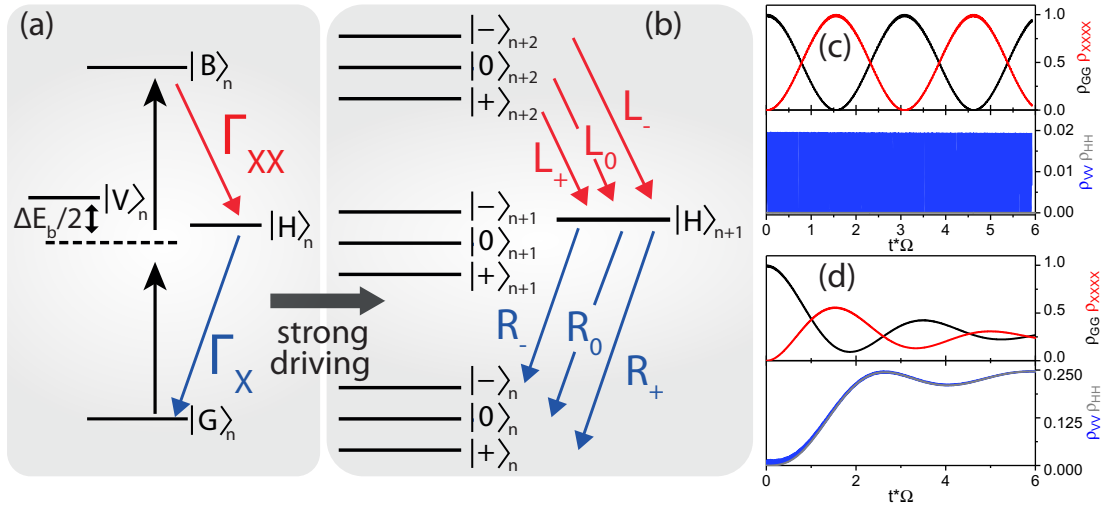 (a)
|B⟩n
ΓXX
|V⟩n
ΔEb/2
|H⟩n
ΓX
|G⟩n
strong
driving
(b)
|-⟩n+2
|0⟩n+2
|+⟩n+2
L-
L0
L+
|-⟩n+1
|0⟩n+1
|+⟩n+1
|H⟩n+1
R-
R0
R+
|-⟩n
|0⟩n
|+⟩n
(c)
1.0
0.5
0.0
ρGG ρXXXX
0.02
0.01
0.00
ρVV ρHH
0 1 2 3 4 5 6
t*Ω
(d)
1.0
0.5
0.0
ρGG ρXXXX
0.250
0.125
0.000
ρVV ρHH
0 1 2 3 4 5 6
t*Ω